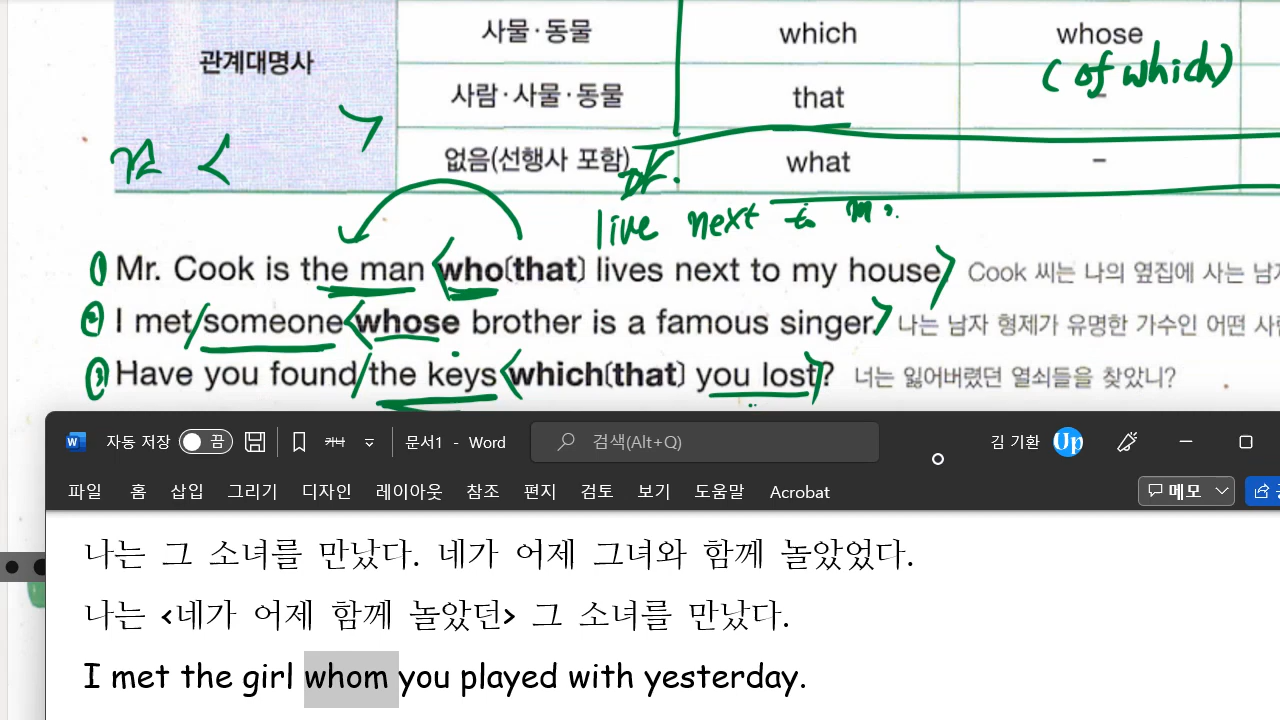 사물·동물 which whose
관계대명사
(of which)
사람·사물·동물 that –
없음(선행사 포함) what –
live next to
① Mr. Cook is the man who(that) lives next to my house Cook 씨는 나의 옆집에 사는
② I met someone whose brother is a famous singer. 나는 남자 형제가 유명한 가수인 어떤
③ Have you found the keys which(that) you lost? 너는 잃어버렸던 열쇠들을 찾았니?
자동 저장 끔 가나 문서1 - Word 검색(Alt+Q) 김 기환 Up
파일 홈 삽입 그리기 디자인 레이아웃 참조 편지 검토 보기 도움말 Acrobat 메모
나는 그 소녀를 만났다. 네가 어제 그녀와 함께 놀았었다.
나는 <네가 어제 함께 놀았던> 그 소녀를 만났다.
I met the girl whom you played with yesterday.